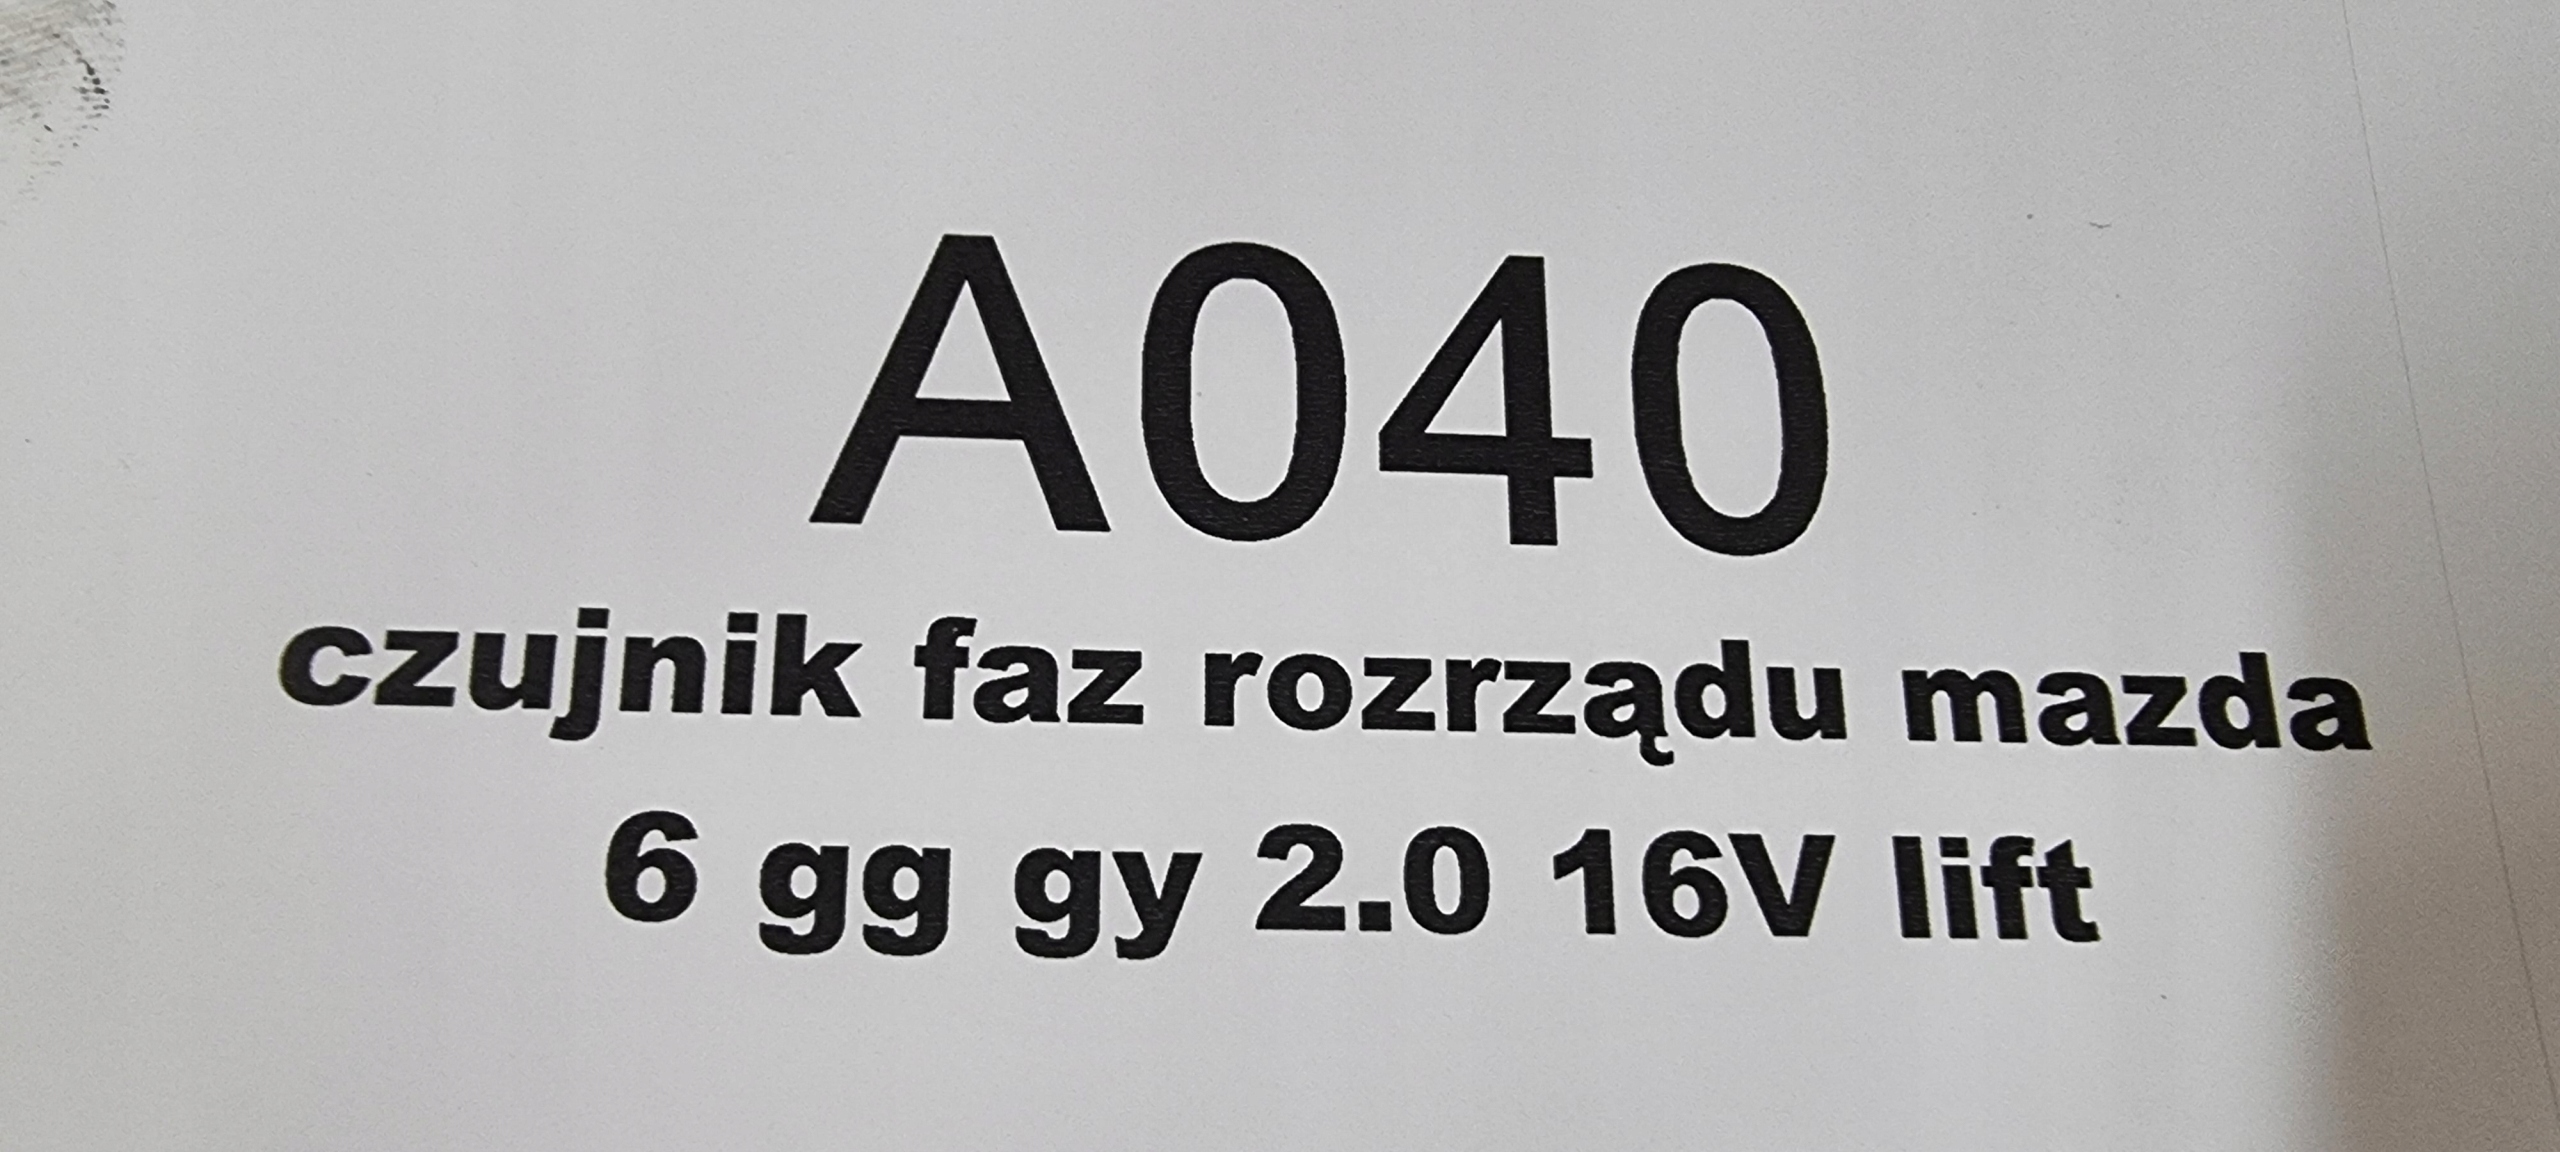 A040
czujnik faz rozrządu mazda
6 gg gy 2.0 16V lift